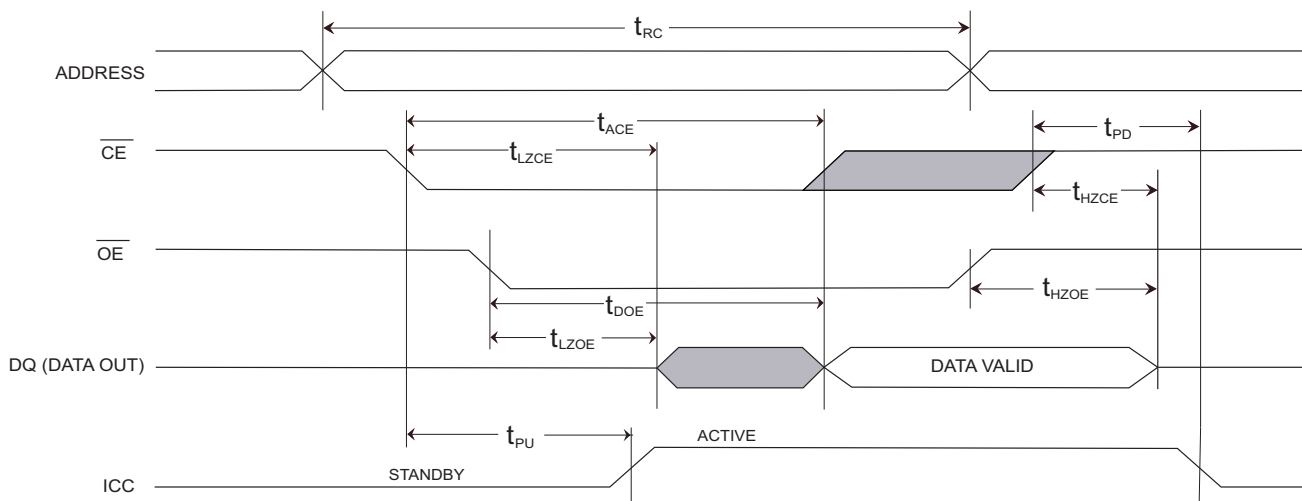 tRC
ADDRESS
tACE
tPD
CE
tLZCE
tHZCE
OE
tHZOE
tDOE
tLZOE
DQ (DATA OUT)
DATA VALID
tPU
ACTIVE
STANDBY
ICC